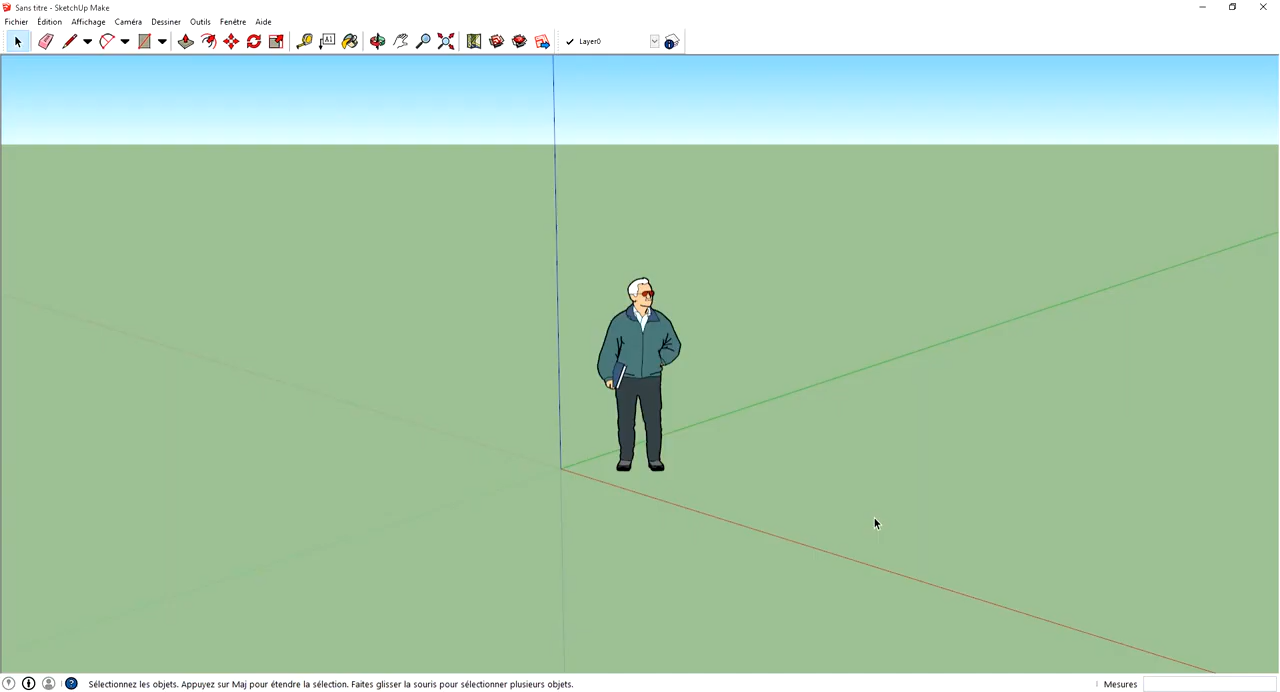 Sans titre - SketchUp Make
Fichier Édition Affichage Caméra Dessiner Outils Fenêtre Aide
A1 Layer0
Sélectionnez les objets. Appuyez sur Maj pour étendre la sélection. Faites glisser la souris pour sélectionner plusieurs objets. Mesures